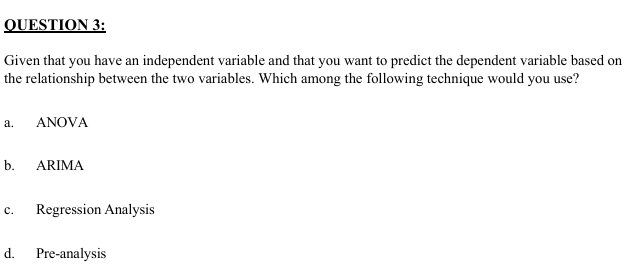 QUESTION 3:
Given that you have an independent variable and that you want to predict the dependent variable based on
the relationship between the two variables. Which among the following technique would you use?
a. ANOVA
b. ARIMA
c. Regression Analysis
d. Pre-analysis